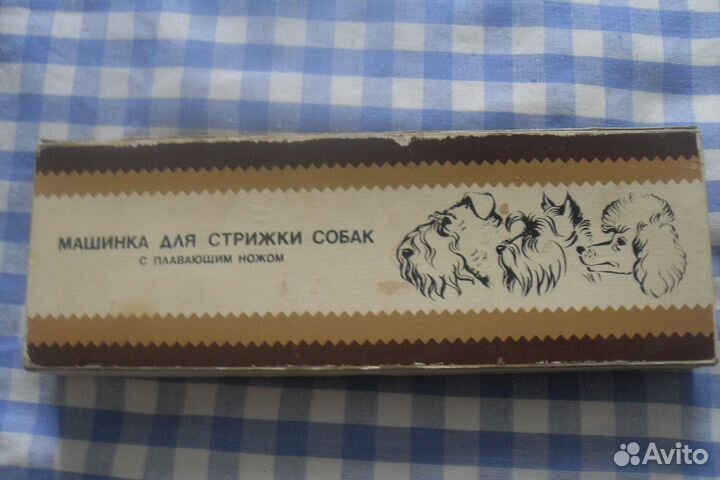 МАШИНКА ДЛЯ СТРИЖКИ СОБАК
С ПЛАВАЮЩИМ НОЖОМ
Avito